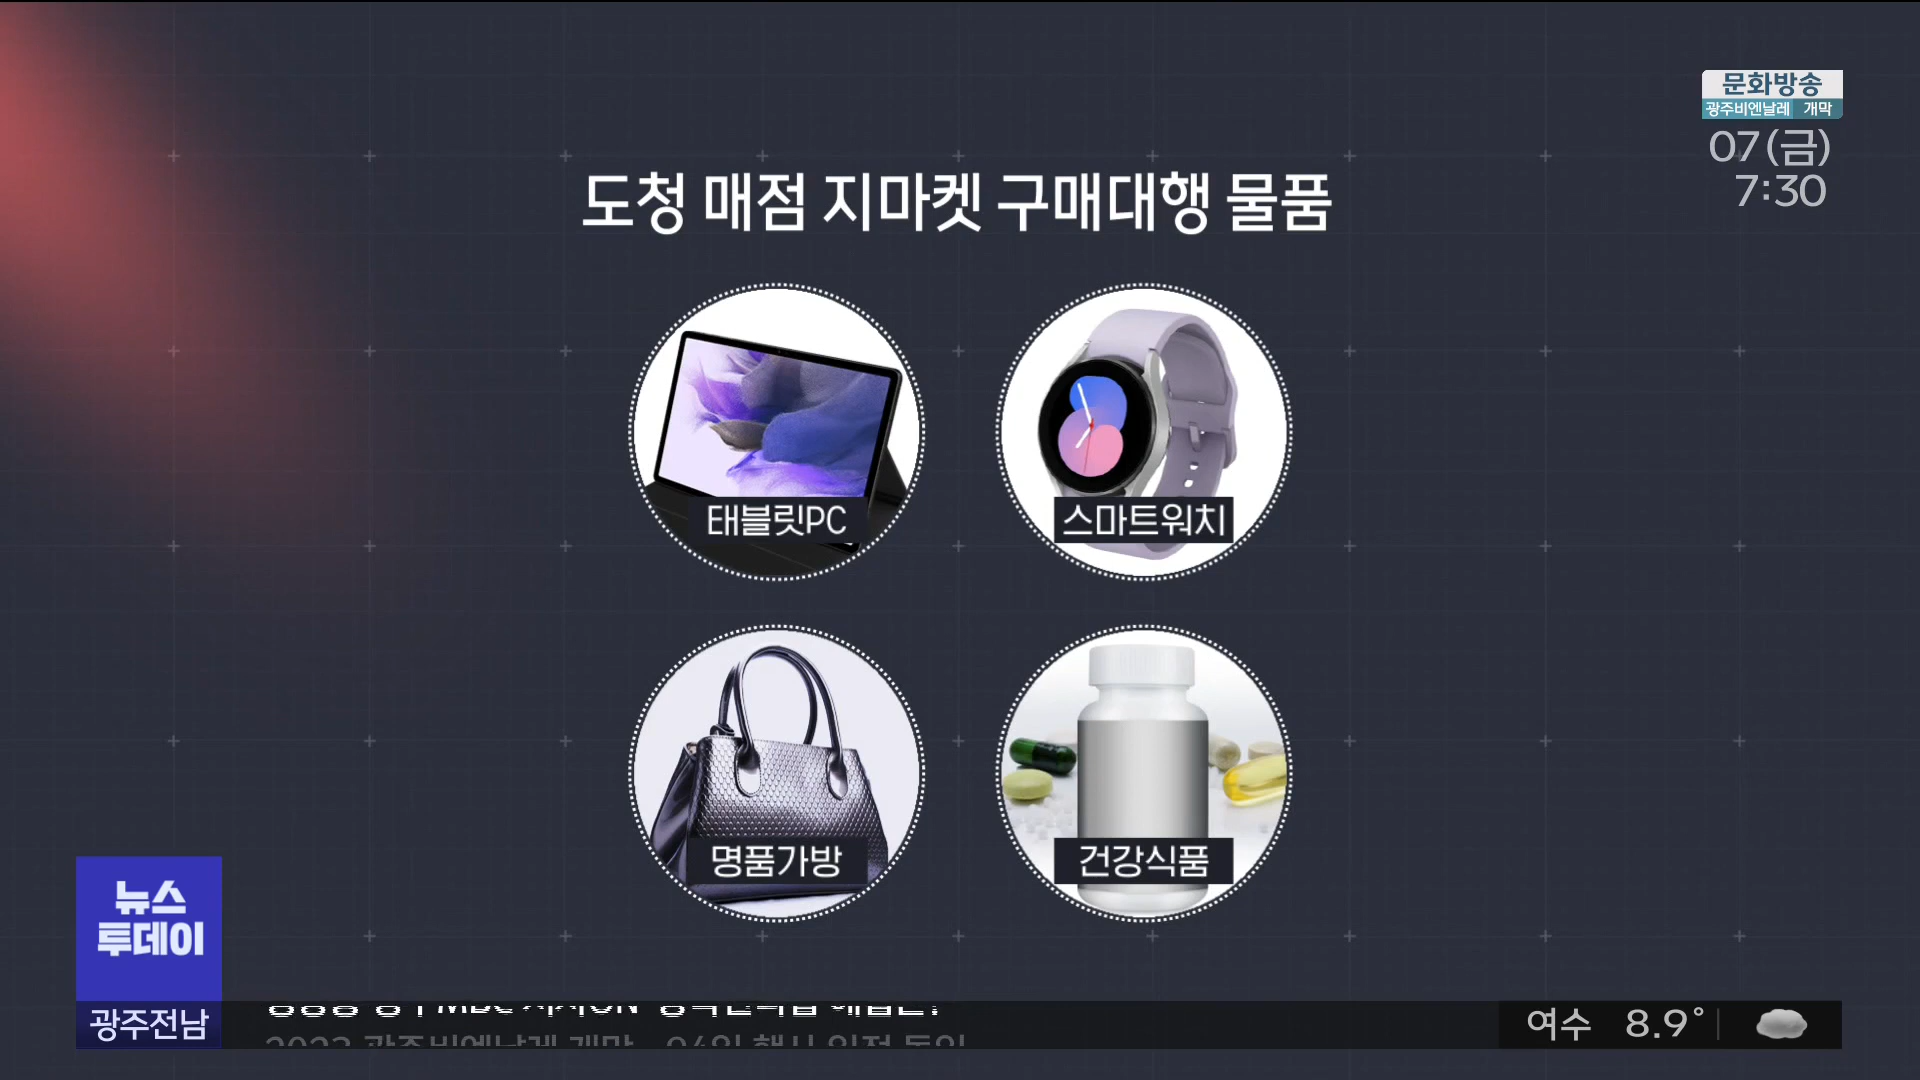 문화방송
광주비엔날레 개막
07(금)
7:30
도청 매점 지마켓 구매대행 물품
태블릿PC
스마트워치
명품가방
건강식품
뉴스
투데이
광주전남
여수 8.9°